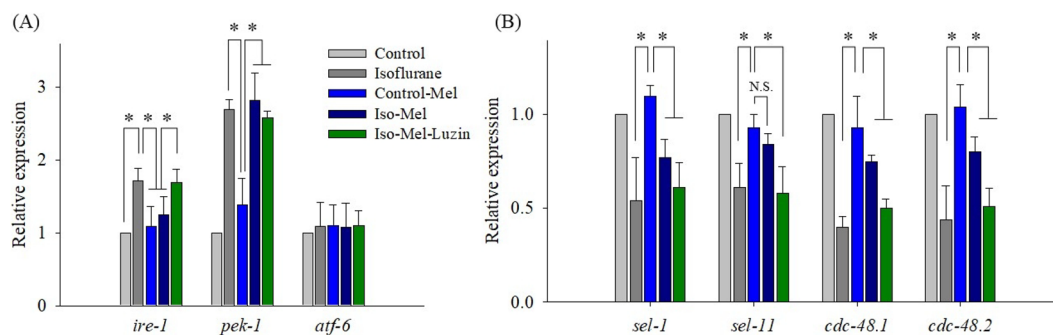 (A)
Relative expression
3
2
1
0
* * *
* *
Control
Isoflurane
Control-Mel
Iso-Mel
Iso-Mel-Luzin
ire-1 pek-1 atf-6
(B)
Relative expression
1.0
0.5
0.0
* *
* *
N.S.
* *
* *
sel-1 sel-11 cdc-48.1 cdc-48.2